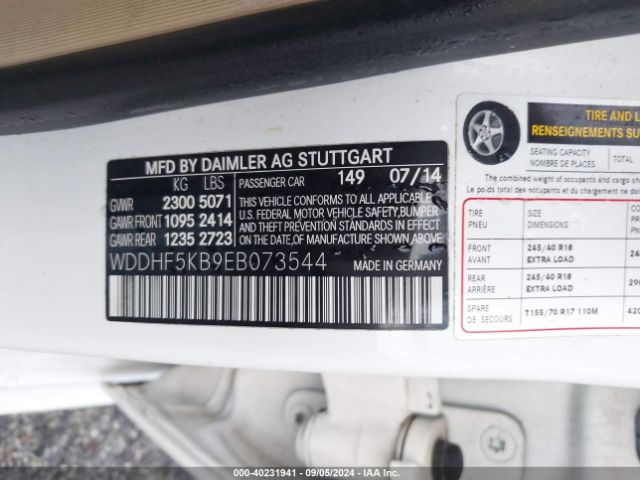 MFD BY DAIMLER AG STUTTGART
KG LBS PASSENGER CAR 149 07/14
GVWR 2300 5071
GAWR FRONT 1095 2414
GAWR REAR 1235 2723
THIS VEHICLE CONFORMS TO ALL APPLICABLE
U.S. FEDERAL MOTOR VEHICLE SAFETY, BUMPER
AND THEFT PREVENTION STANDARDS IN EFFECT
ON THE DATE OF MANUFACTURE SHOWN ABOVE.
WDDHF5KB9EB073544 MADE IN GERMANY
TIRE AND
RENSEIGNEMENTS
SEATING CAPACITY
NOMBRE DE PLACES
TOTAL
The combined weight of occupants and cargo
Le poids total des occupants et du chargement ne
TIRE
PNEU
SIZE
DIMENSIONS
FRONT
AVANT
245/40 R18
EXTRA LOAD
REAR
ARRIÈRE
245/40 R18
EXTRA LOAD
SPARE
DE SECOURS
T155/70 R17 110M
420
000-40231941 - 09/05/2024 - IAA Inc.